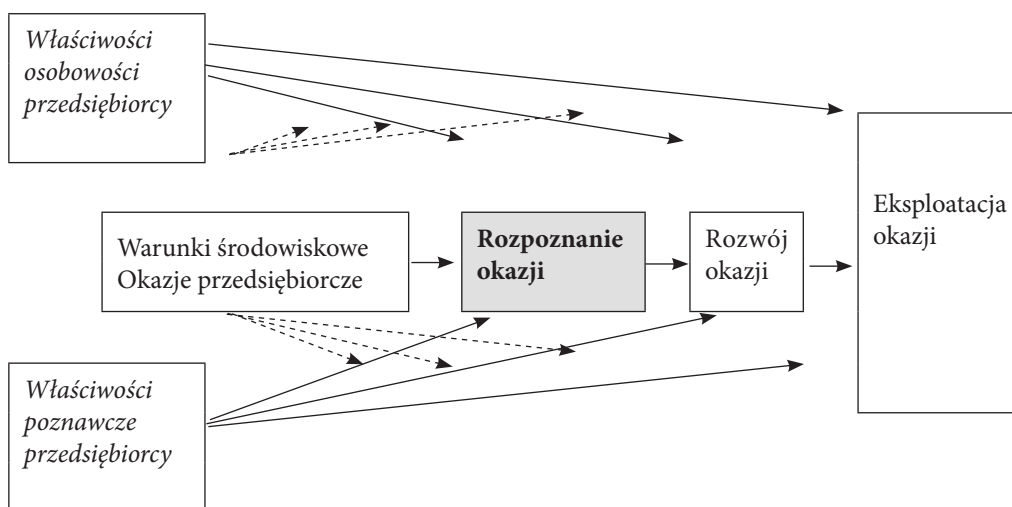 Właściwości
osobowości
przedsiębiorcy
Warunki środowiskowe
Okazje przedsiębiorcze
Rozpoznanie
okazji
Rozwój
okazji
Eksploatacja
okazji
Właściwości
poznawcze
przedsiębiorcy